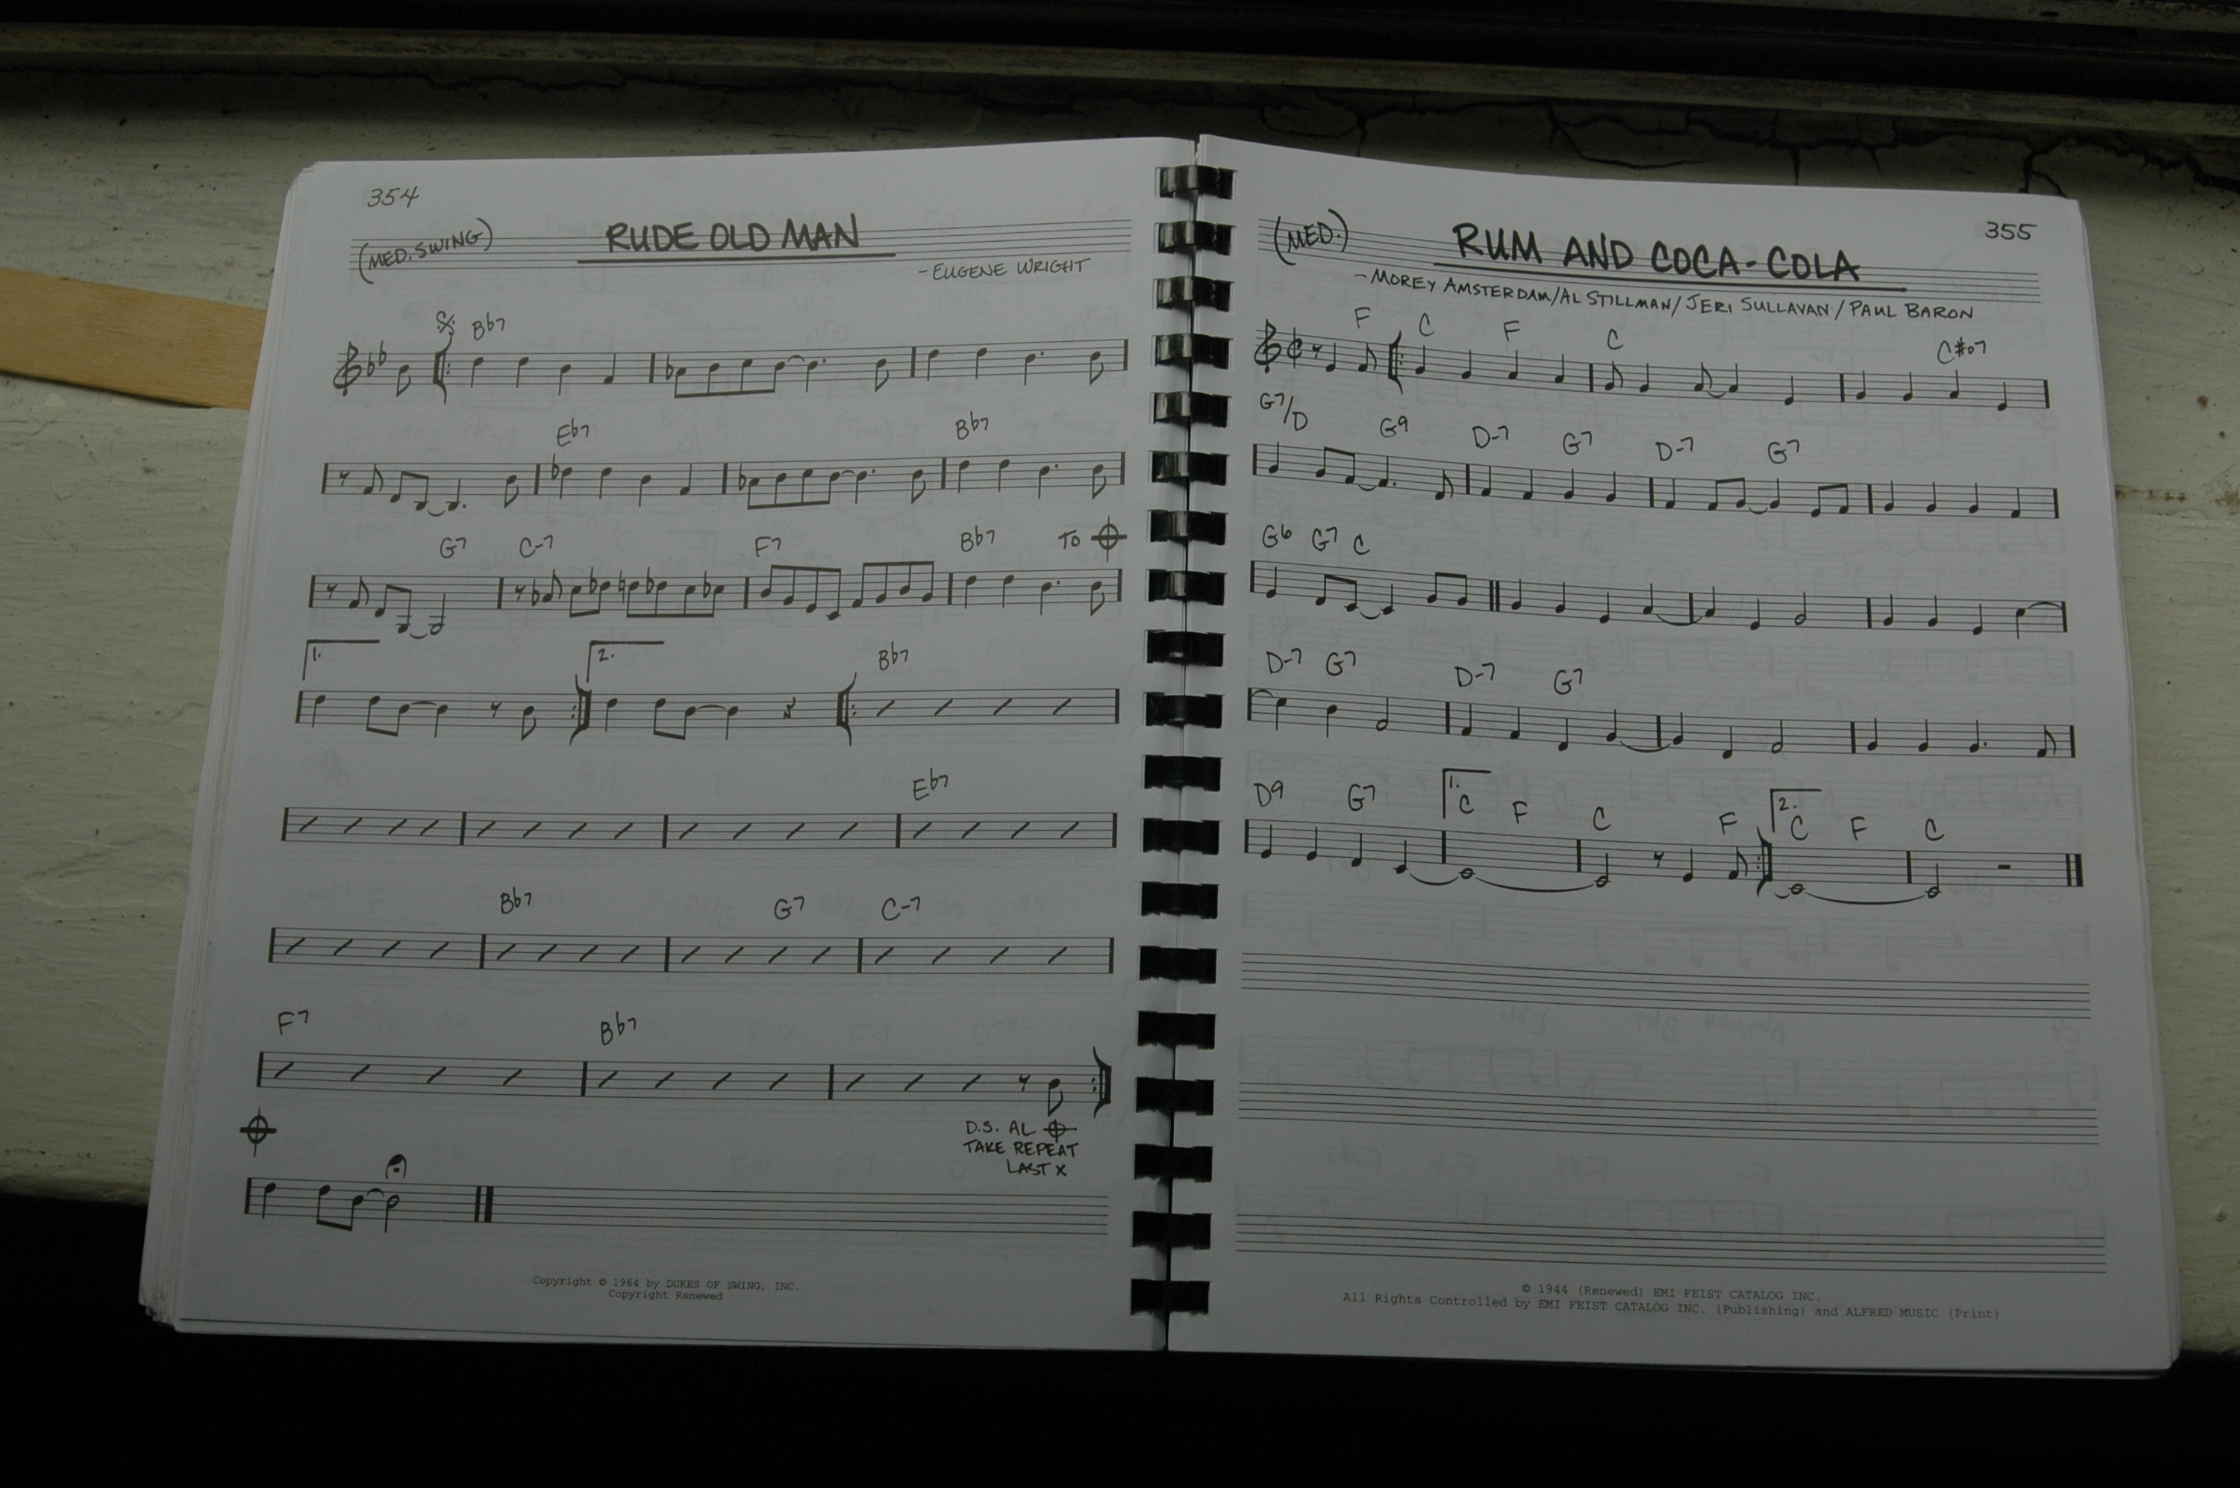 354
(MED. SWING)
RUDE OLD MAN
- EUGENE WRIGHT
Bb7
Eb7 Bb7
G7 C-7 F7 Bb7 TO
1. 2. Bb7
Eb7
Bb7 G7 C-7
F7 Bb7
D.S. AL
TAKE REPEAT
LAST X
Copyright © 1964 by DUKES OF SWING, INC.
Copyright Renewed
355
(MED.)
RUM AND COCA-COLA
- MOREY AMSTERDAM/AL STILLMAN/JERI SULLAVAN/PAUL BARON
F C F C C#o7
G7/D G9 D-7 G7 D-7 G7
G6 G7 C
D-7 G7 D-7 G7
D9 G7 1. C F C F 2. C F C
© 1944 (Renewed) EMI FEIST CATALOG INC.
All Rights Controlled by EMI FEIST CATALOG INC. (Publishing) and ALFRED MUSIC (Print)